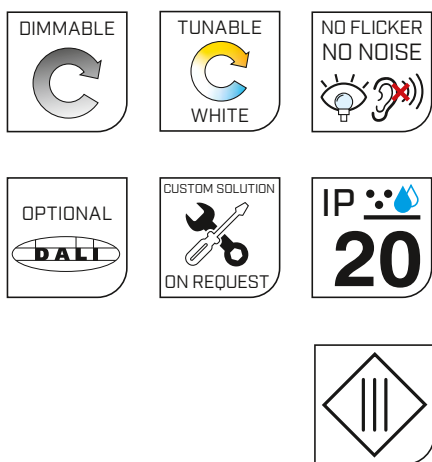 DIMMABLE
TUNABLE
WHITE
NO FLICKER
NO NOISE
OPTIONAL
DALI
CUSTOM SOLUTION
ON REQUEST
IP
20